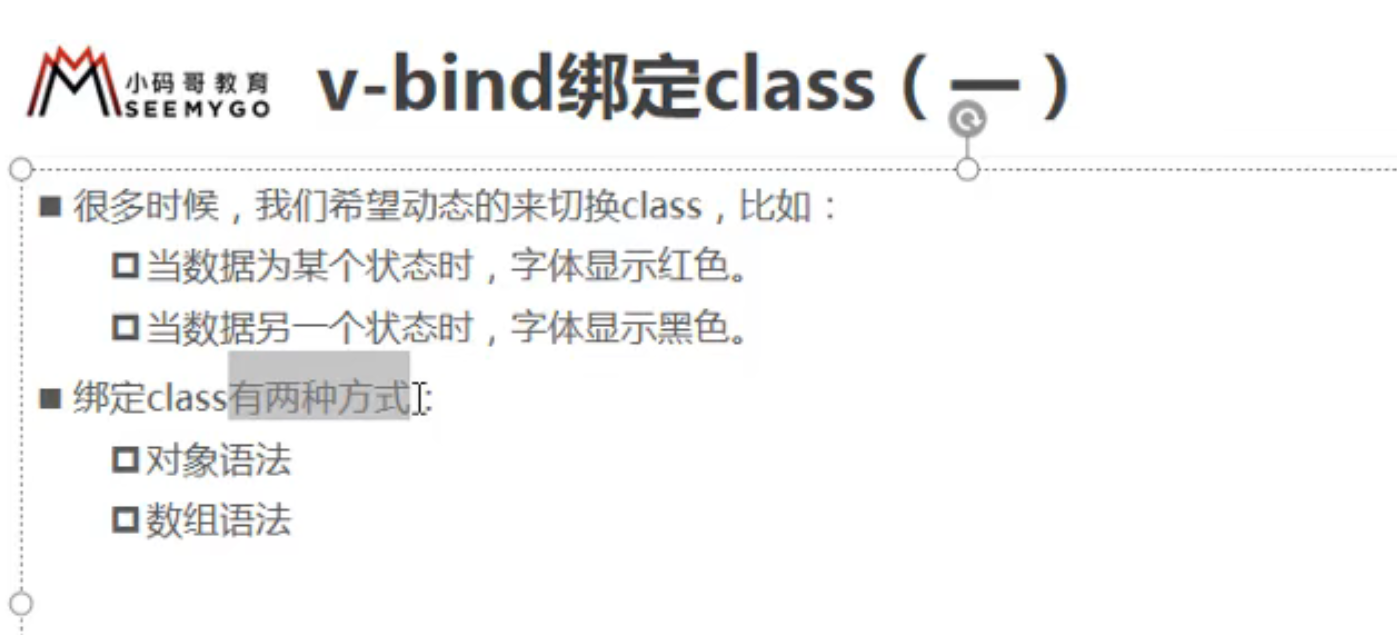 小码哥教育
SEEMYGO
v-bind绑定class（一）
很多时候，我们希望动态的来切换class，比如：
当数据为某个状态时，字体显示红色。
当数据另一个状态时，字体显示黑色。
绑定class有两种方式：
对象语法
数组语法